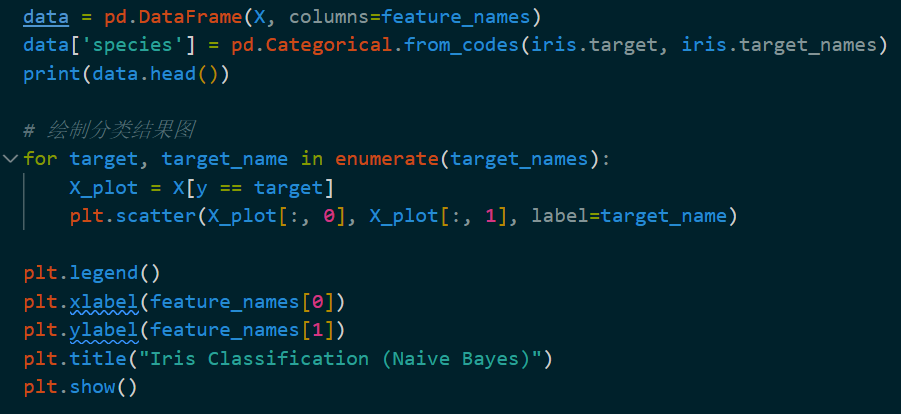 data = pd.DataFrame(X, columns=feature_names)
data['species'] = pd.Categorical.from_codes(iris.target, iris.target_names)
print(data.head())
# 绘制分类结果图
for target, target_name in enumerate(target_names):
    X_plot = X[y == target]
    plt.scatter(X_plot[:, 0], X_plot[:, 1], label=target_name)
plt.legend()
plt.xlabel(feature_names[0])
plt.ylabel(feature_names[1])
plt.title("Iris Classification (Naive Bayes)")
plt.show()